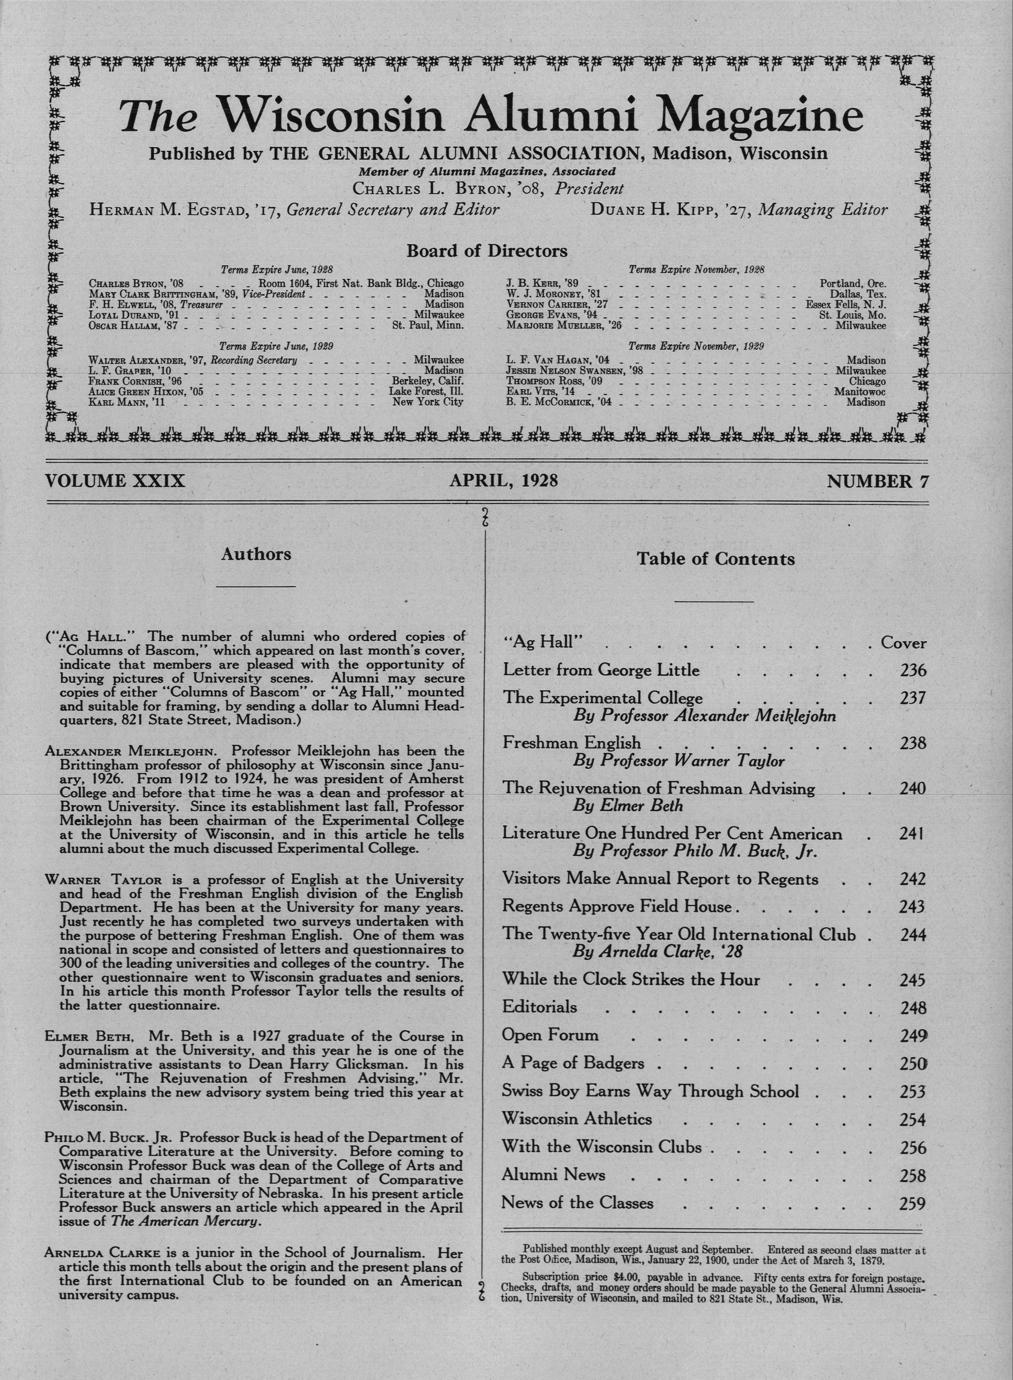 The Wisconsin Alumni Magazine
Published by THE GENERAL ALUMNI ASSOCIATION, Madison, Wisconsin
Member of Alumni Magazines, Associated
CHARLES L. BYRON, '08, President
HERMAN M. EGSTAD, '17, General Secretary and Editor
DUANE H. KIPP, '27, Managing Editor
Board of Directors
Terms Expire June, 1928
CHARLES BYRON, '08 - - - - Room 1604, First Nat. Bank Bldg., Chicago
MARY CLARK BRITTINGHAM, '89, Vice-President - - - - - - - Madison
F. H. ELWELL, '08, Treasurer - - - - - - - - - Madison
LOYAL DURAND, '91 - - - - - - - - - - - Milwaukee
OSCAR HALLAM, '87 - - - - - - - - - - - St. Paul, Minn.
Terms Expire June, 1929
WALTER ALEXANDER, '97, Recording Secretary - - - - - - Milwaukee
L. F. GRABER, '10 - - - - - - - - - - - - Madison
FRANK CORNISH, '96 - - - - - - - - - - Berkeley, Calif.
ALICE GREEN HIXON, '05 - - - - - - - - - Lake Forest, Ill.
KARL MANN, '11 - - - - - - - - - - - New York City
Terms Expire November, 1928
J. B. KERR, '89 - - - - - - - - - - - Portland, Ore.
W. J. MORONEY, '81 - - - - - - - - - - Dallas, Tex.
VERNON CARRIER, '27 - - - - - - - - - Essex Fells, N. J.
GEORGE EVANS, '94 - - - - - - - - - - St. Louis, Mo.
MARJORIE MUELLER, '26 - - - - - - - - - - Milwaukee
Terms Expire November, 1929
L. F. VAN HAGAN, '04 - - - - - - - - - - - Madison
JESSIE NELSON SWANSEN, '98 - - - - - - - - - Milwaukee
THOMPSON ROSS, '09 - - - - - - - - - - - Chicago
EARL VITS, '14 - - - - - - - - - - - - Manitowoc
B. E. MCCORMICK, '04 - - - - - - - - - - Madison
VOLUME XXIX
APRIL, 1928
NUMBER 7
Authors
("AG HALL." The number of alumni who ordered copies of
"Columns of Bascom," which appeared on last month's cover,
indicate that members are pleased with the opportunity of
buying pictures of University scenes. Alumni may secure
copies of either "Columns of Bascom" or "Ag Hall," mounted
and suitable for framing, by sending a dollar to Alumni Head-
quarters, 821 State Street, Madison.)
ALEXANDER MEIKLEJOHN. Professor Meiklejohn has been the
Brittingham professor of philosophy at Wisconsin since Janu-
ary, 1926. From 1912 to 1924, he was president of Amherst
College and before that time he was a dean and professor at
Brown University. Since its establishment last fall, Professor
Meiklejohn has been chairman of the Experimental College
at the University of Wisconsin, and in this article he tells
alumni about the much discussed Experimental College.
WARNER TAYLOR is a professor of English at the University
and head of the Freshman English division of the English
Department. He has been at the University for many years.
Just recently he has completed two surveys undertaken with
the purpose of bettering Freshman English. One of them was
national in scope and consisted of letters and questionnaires to
300 of the leading universities and colleges of the country. The
other questionnaire went to Wisconsin graduates and seniors.
In his article this month Professor Taylor tells the results of
the latter questionnaire.
ELMER BETH, Mr. Beth is a 1927 graduate of the Course in
Journalism at the University, and this year he is one of the
administrative assistants to Dean Harry Glicksman. In his
article, "The Rejuvenation of Freshmen Advising," Mr.
Beth explains the new advisory system being tried this year at
Wisconsin.
PHILO M. BUCK. JR. Professor Buck is head of the Department of
Comparative Literature at the University. Before coming to
Wisconsin Professor Buck was dean of the College of Arts and
Sciences and chairman of the Department of Comparative
Literature at the University of Nebraska. In his present article
Professor Buck answers an article which appeared in the April
issue of The American Mercury.
ARNELDA CLARKE is a junior in the School of Journalism. Her
article this month tells about the origin and the present plans of
the first International Club to be founded on an American
university campus.
Table of Contents
"Ag Hall" . . . . . . . . . . . Cover
Letter from George Little . . . . . . 236
The Experimental College . . . . . . 237
By Professor Alexander Meiklejohn
Freshman English . . . . . . . . . 238
By Professor Warner Taylor
The Rejuvenation of Freshman Advising . . 240
By Elmer Beth
Literature One Hundred Per Cent American . 241
By Professor Philo M. Buck, Jr.
Visitors Make Annual Report to Regents . . 242
Regents Approve Field House . . . . . . 243
The Twenty-five Year Old International Club . 244
By Arnelda Clarke, '28
While the Clock Strikes the Hour . . . . 245
Editorials . . . . . . . . . . . 248
Open Forum . . . . . . . . . . 249
A Page of Badgers . . . . . . . . . 250
Swiss Boy Earns Way Through School . . . 253
Wisconsin Athletics . . . . . . . . 254
With the Wisconsin Clubs . . . . . . . 256
Alumni News . . . . . . . . . . 258
News of the Classes . . . . . . . . 259
Published monthly except August and September. Entered as second class matter at
the Post Office, Madison, Wis., January 22, 1900, under the Act of March 3, 1879.
Subscription price $4.00, payable in advance. Fifty cents extra for foreign postage.
Checks, drafts, and money orders should be made payable to the General Alumni Associa-
tion, University of Wisconsin, and mailed to 821 State St., Madison, Wis.